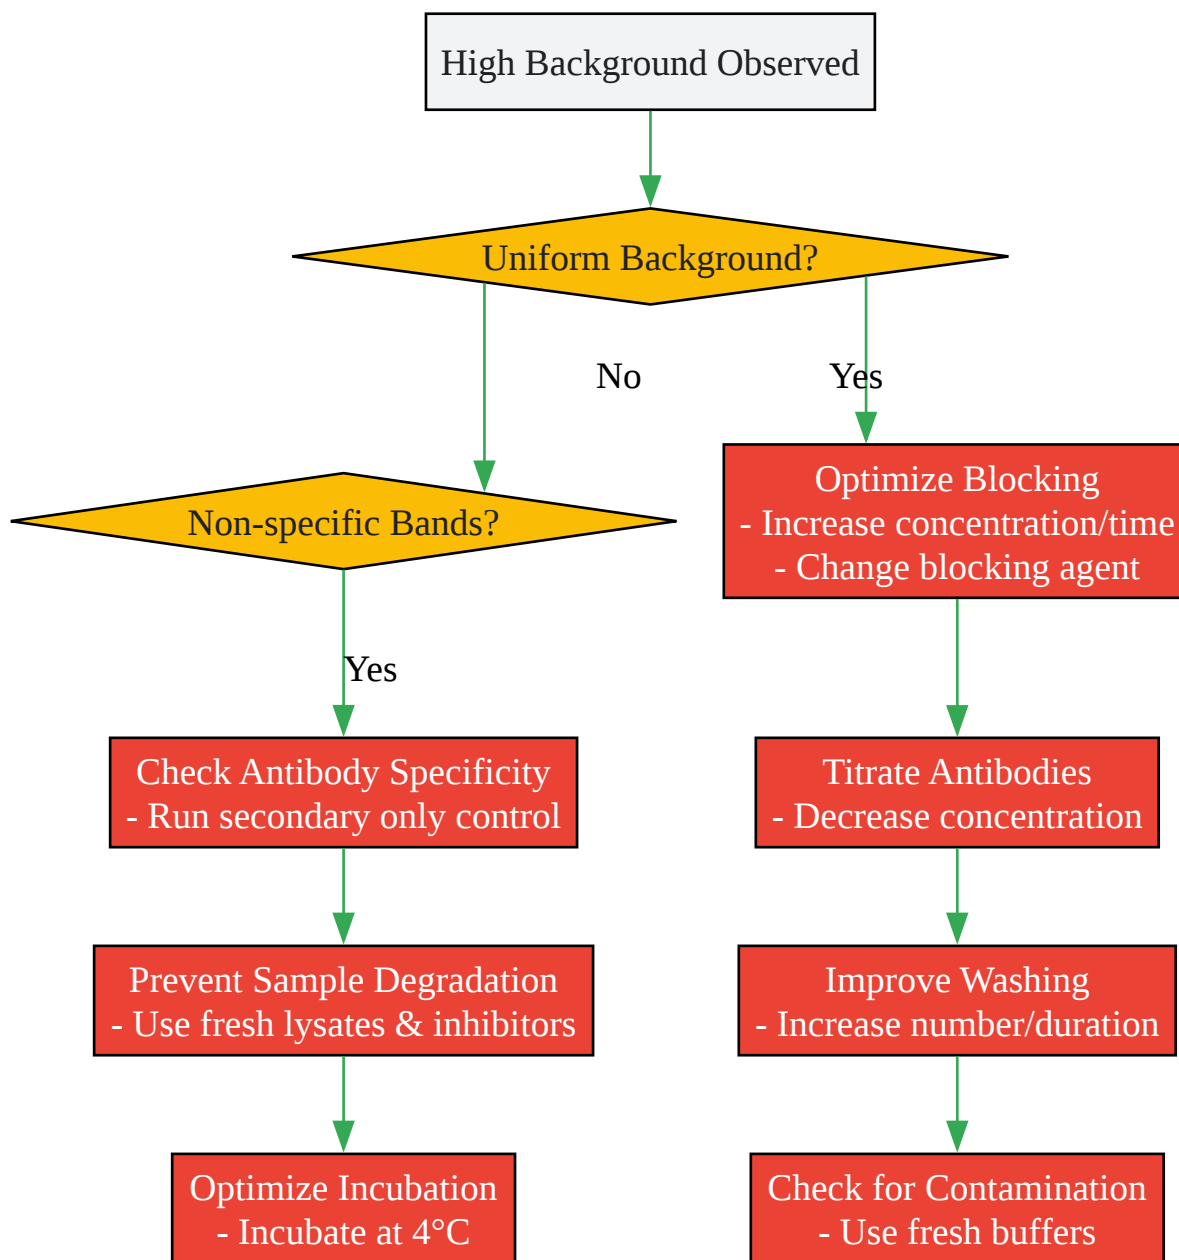 High Background Observed
Uniform Background?
No
Yes
Non-specific Bands?
Optimize Blocking
- Increase concentration/time
- Change blocking agent
Yes
Check Antibody Specificity
- Run secondary only control
Titrate Antibodies
- Decrease concentration
Prevent Sample Degradation
- Use fresh lysates & inhibitors
Improve Washing
- Increase number/duration
Optimize Incubation
- Incubate at 4°C
Check for Contamination
- Use fresh buffers